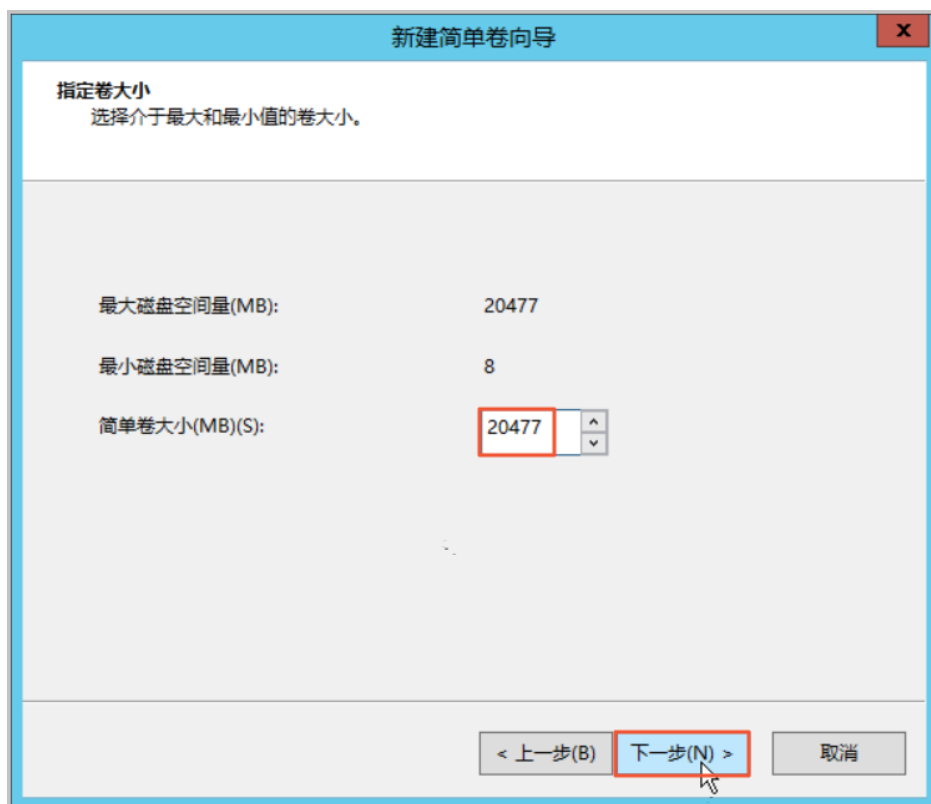 新建简单卷向导
x
指定卷大小
选择介于最大和最小值的卷大小。
最大磁盘空间量(MB): 20477
最小磁盘空间量(MB): 8
简单卷大小(MB)(S): 20477
< 上一步(B) 下一步(N) > 取消